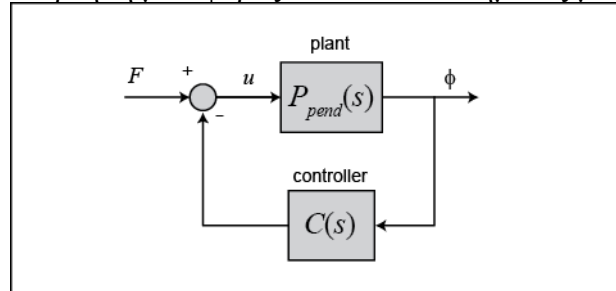 plant
F + u P_pend(s) ϕ
−
controller
C(s)